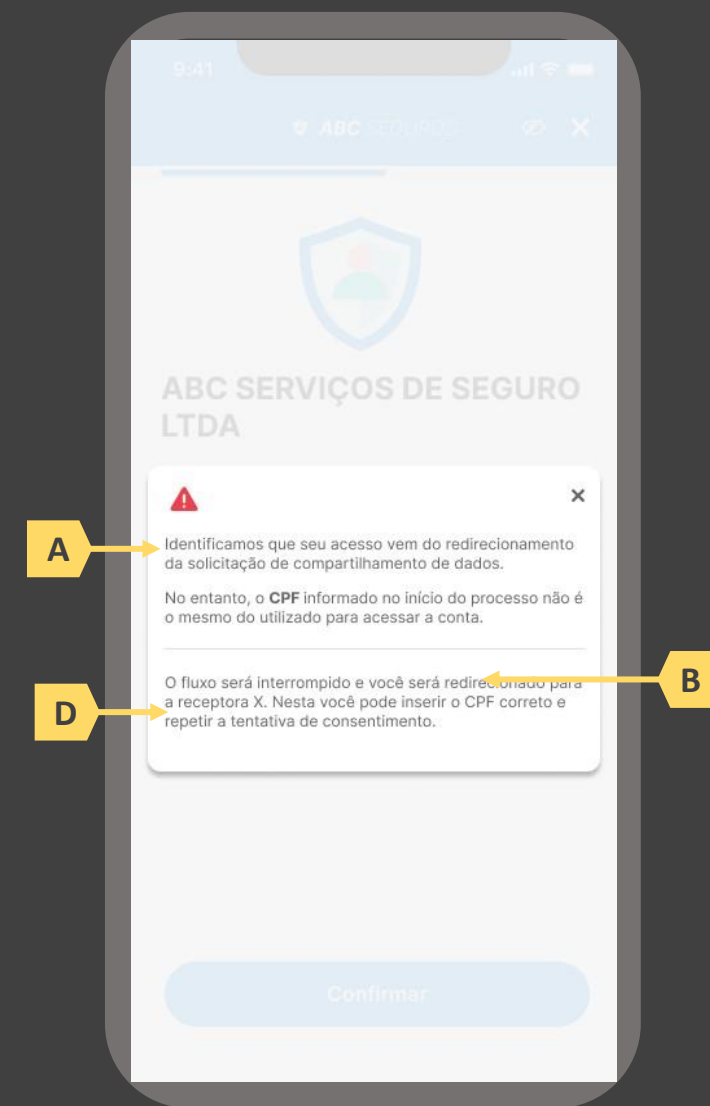 9:41
ABC SEGUROS
ABC SERVIÇOS DE SEGURO
LTDA
A
Identificamos que seu acesso vem do redirecionamento
da solicitação de compartilhamento de dados.
No entanto, o CPF informado no início do processo não é
o mesmo do utilizado para acessar a conta.
B
O fluxo será interrompido e você será redirecionado para
D
a receptora X. Nesta você pode inserir o CPF correto e
repetir a tentativa de consentimento.
Confirmar